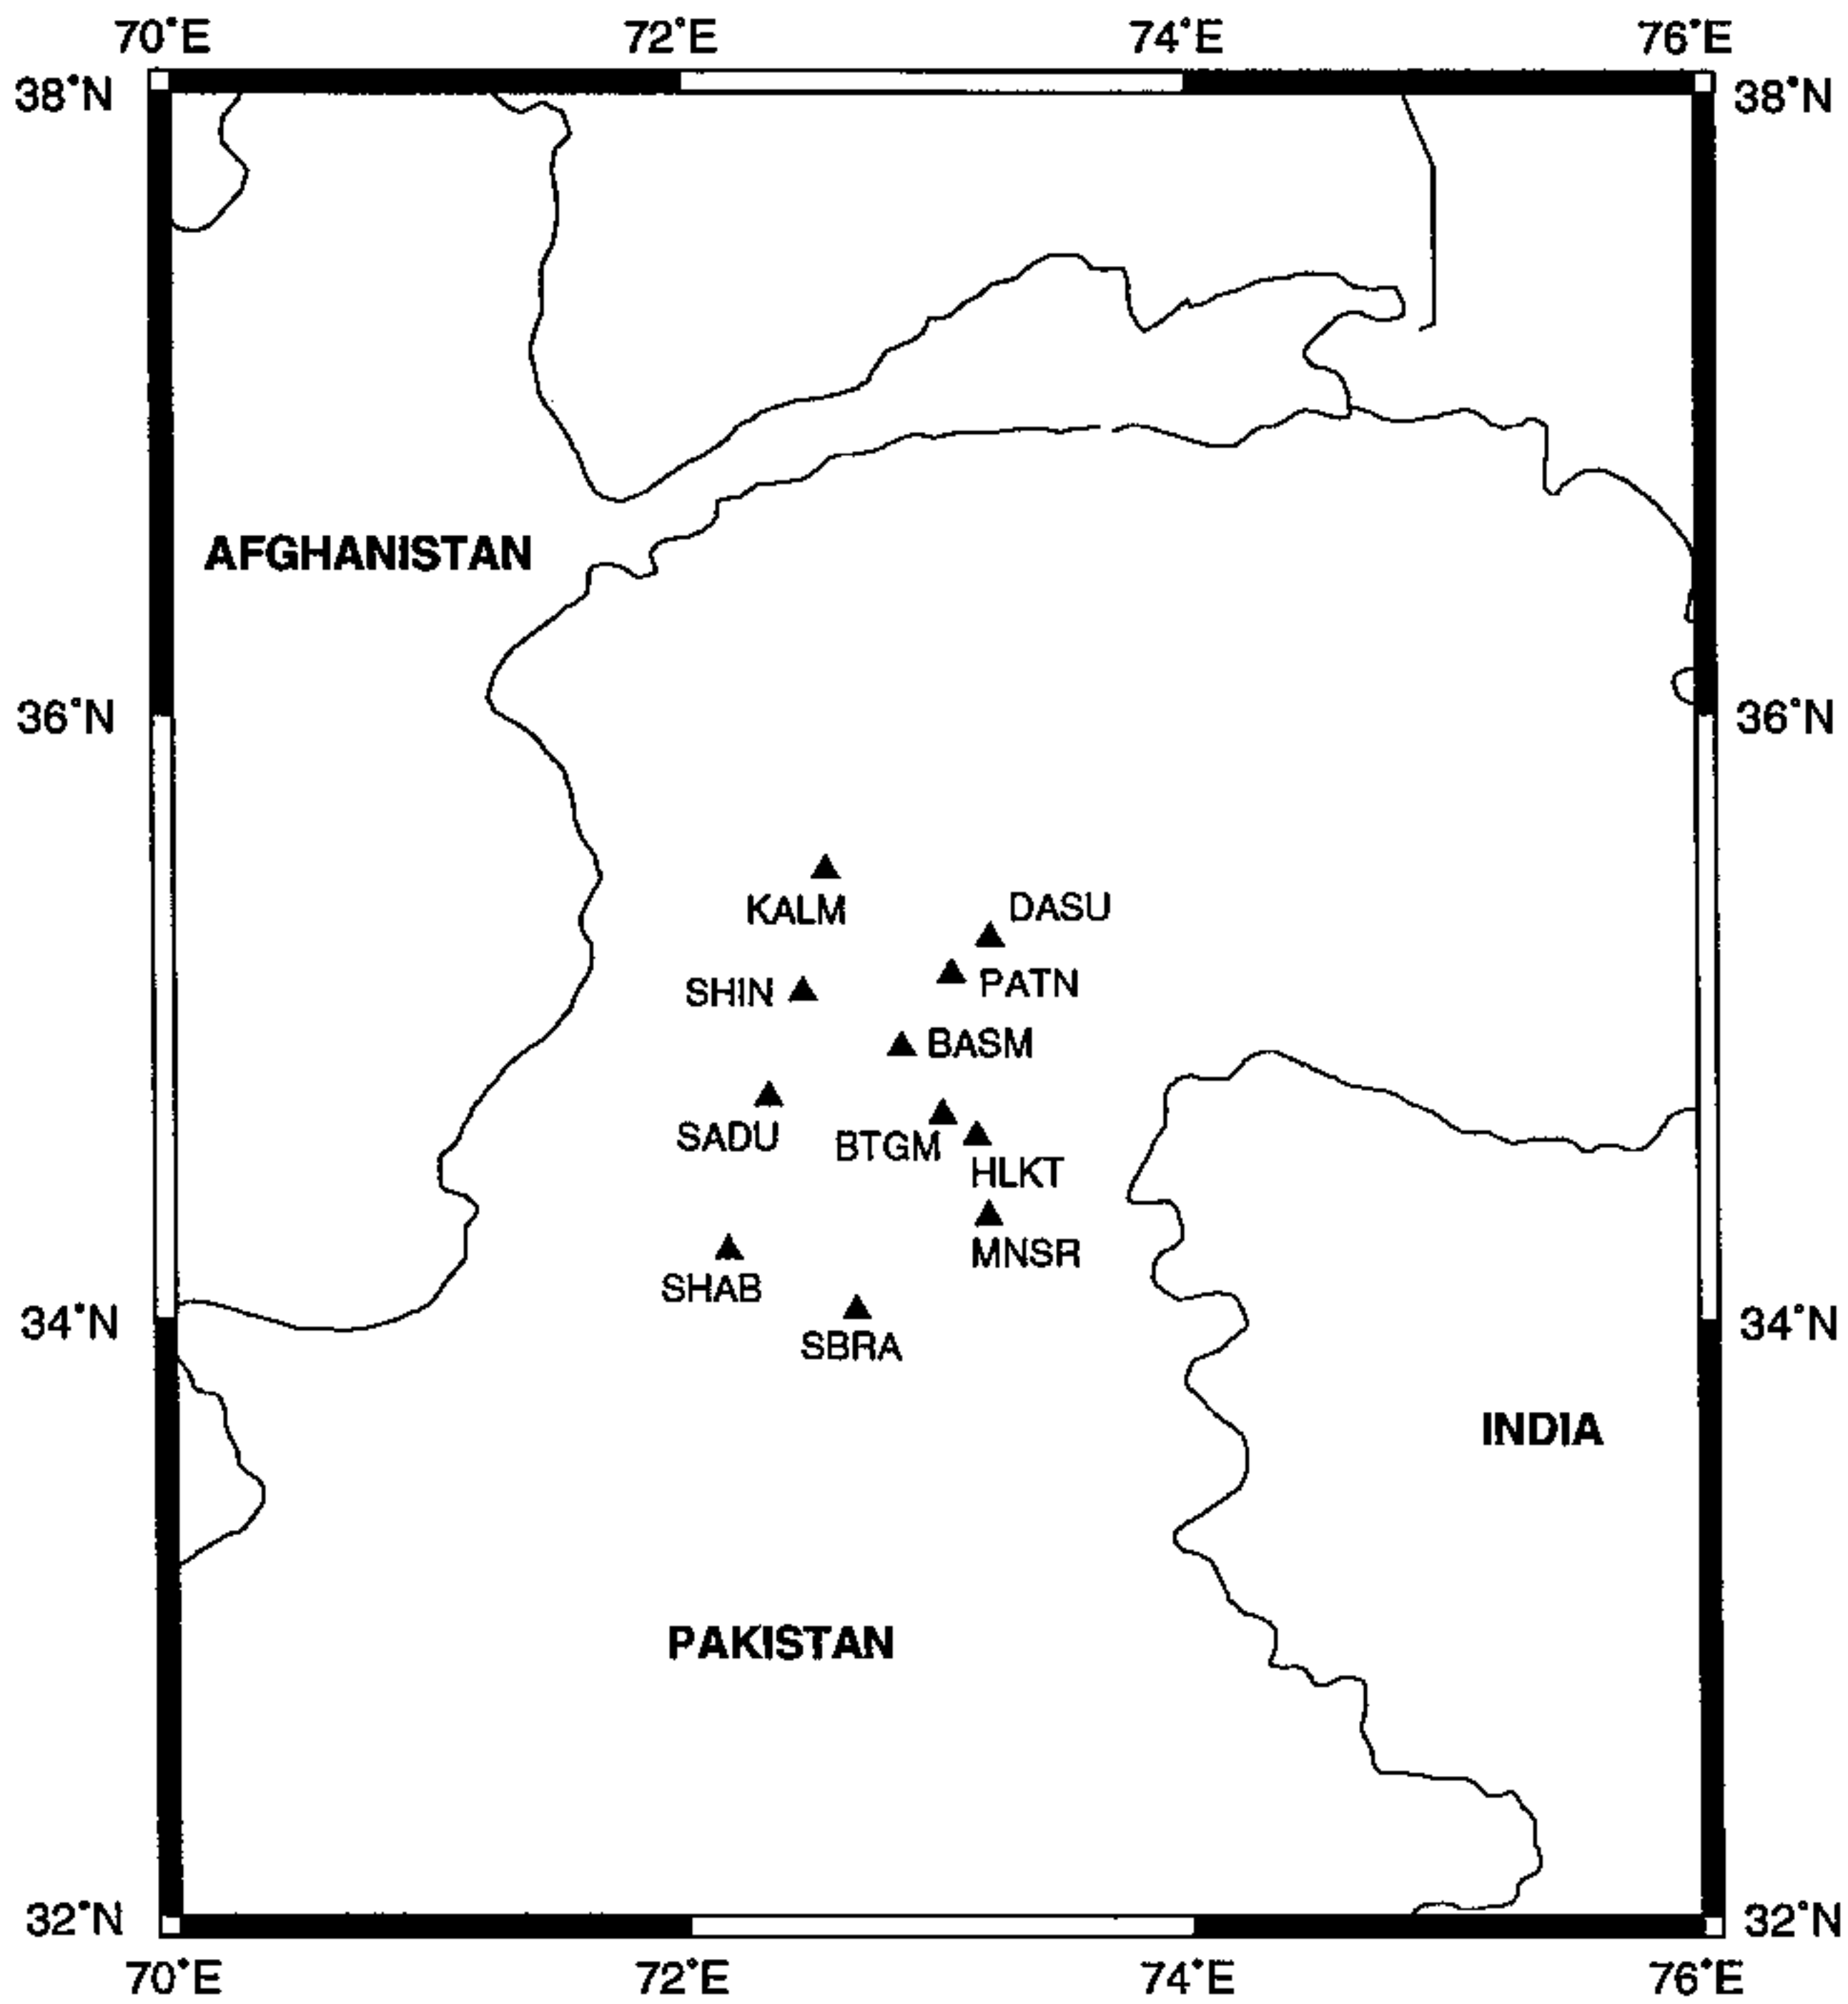 70°E 72°E 74°E 76°E
38°N 38°N
AFGHANISTAN
36°N 36°N
KALM DASU
SHIN PATN
BASM
SADU BTGM
HLKT
MNSR
SHAB
34°N 34°N
SBRA
INDIA
PAKISTAN
32°N 32°N
70°E 72°E 74°E 76°E